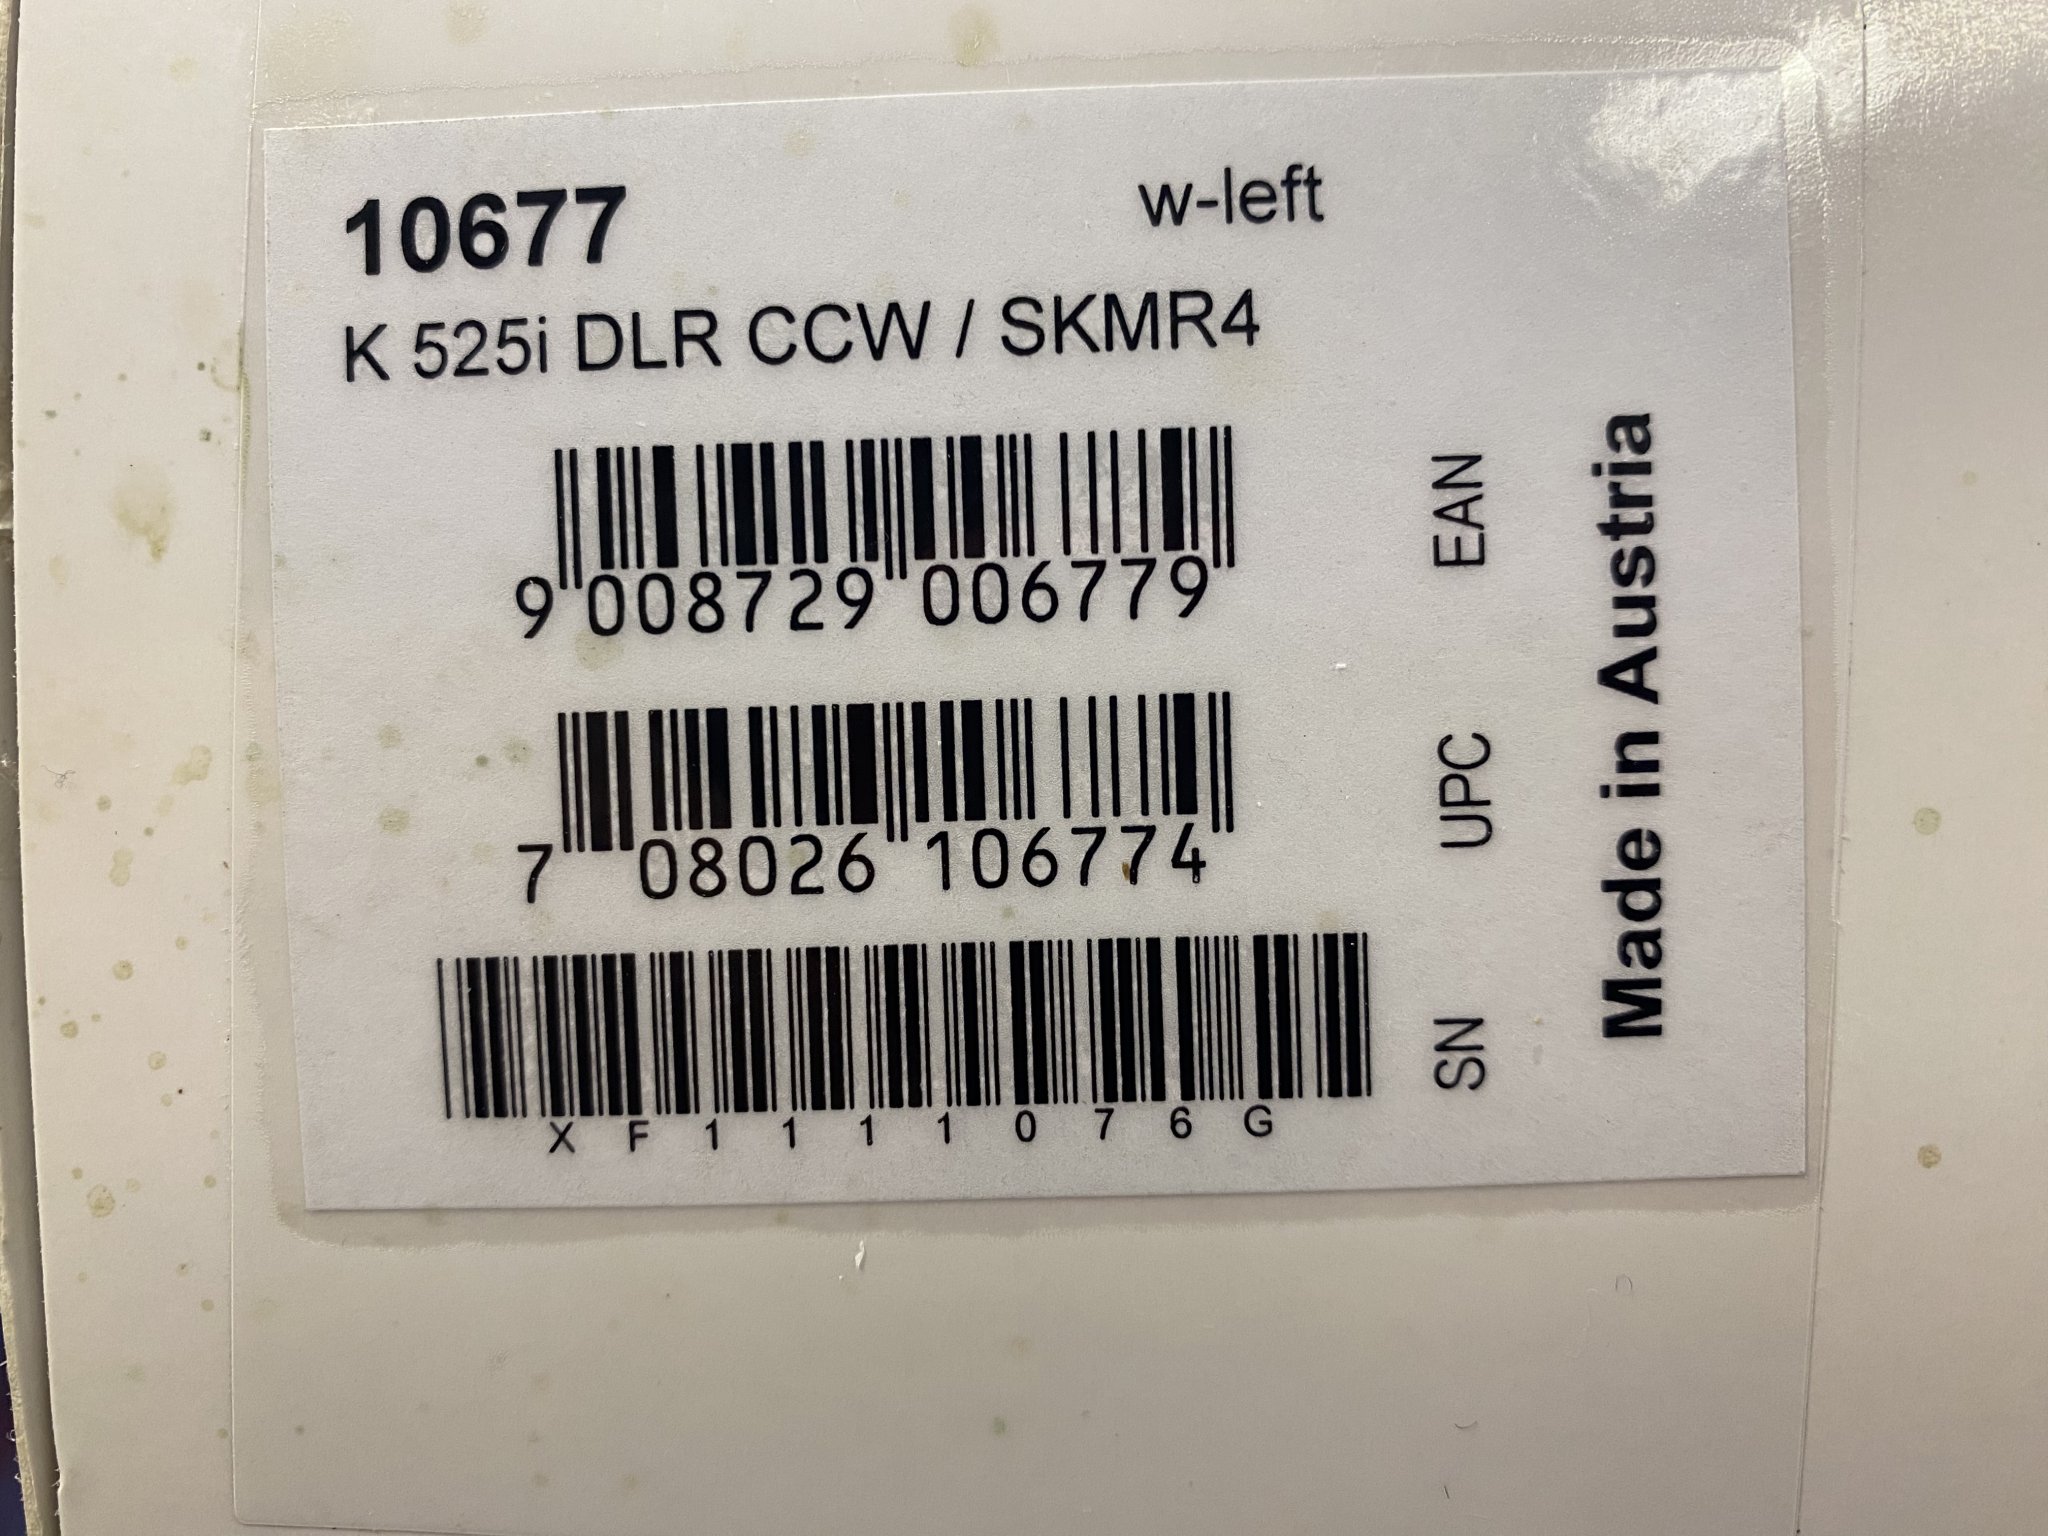 10677
w-left
K 525i DLR CCW / SKMR4
9 008729 006779
EAN
7 08026 106774
UPC
XF1111076G
SN
Made in Austria